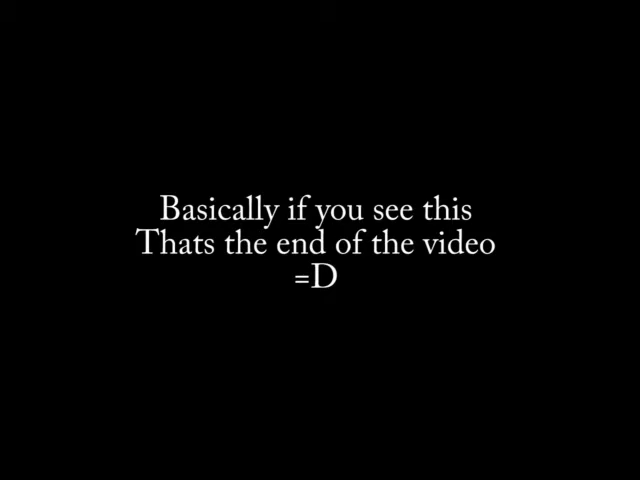 Basically if you see this
Thats the end of the video
=D